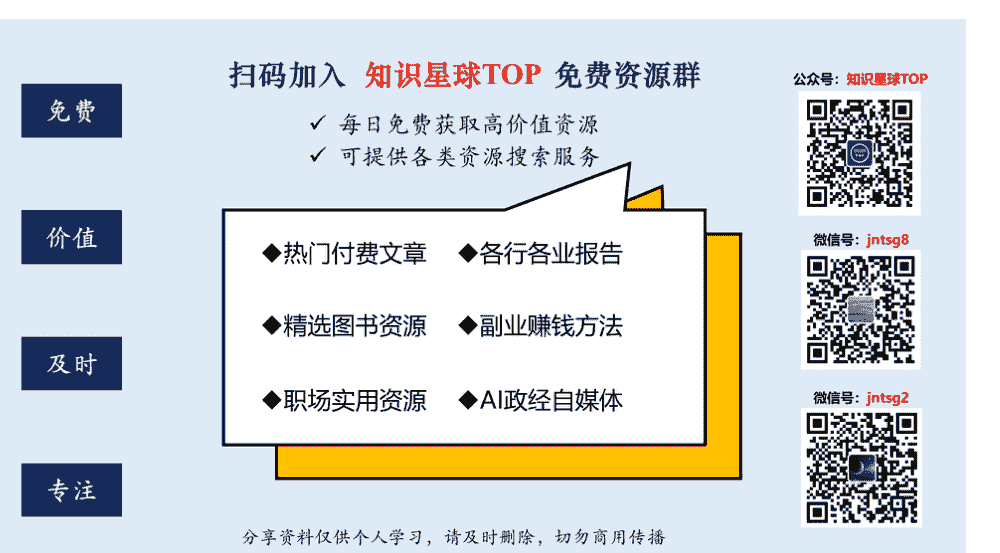 扫码加入 知识星球TOP 免费资源群
✓ 每日免费获取高价值资源
✓ 可提供各类资源搜索服务
免费
价值
及时
专注
◆热门付费文章 ◆各行各业报告
◆精选图书资源 ◆副业赚钱方法
◆职场实用资源 ◆AI政经自媒体
公众号：知识星球TOP
微信号：jntsg8
微信号：jntsg2
分享资料仅供个人学习，请及时删除，切勿商用传播